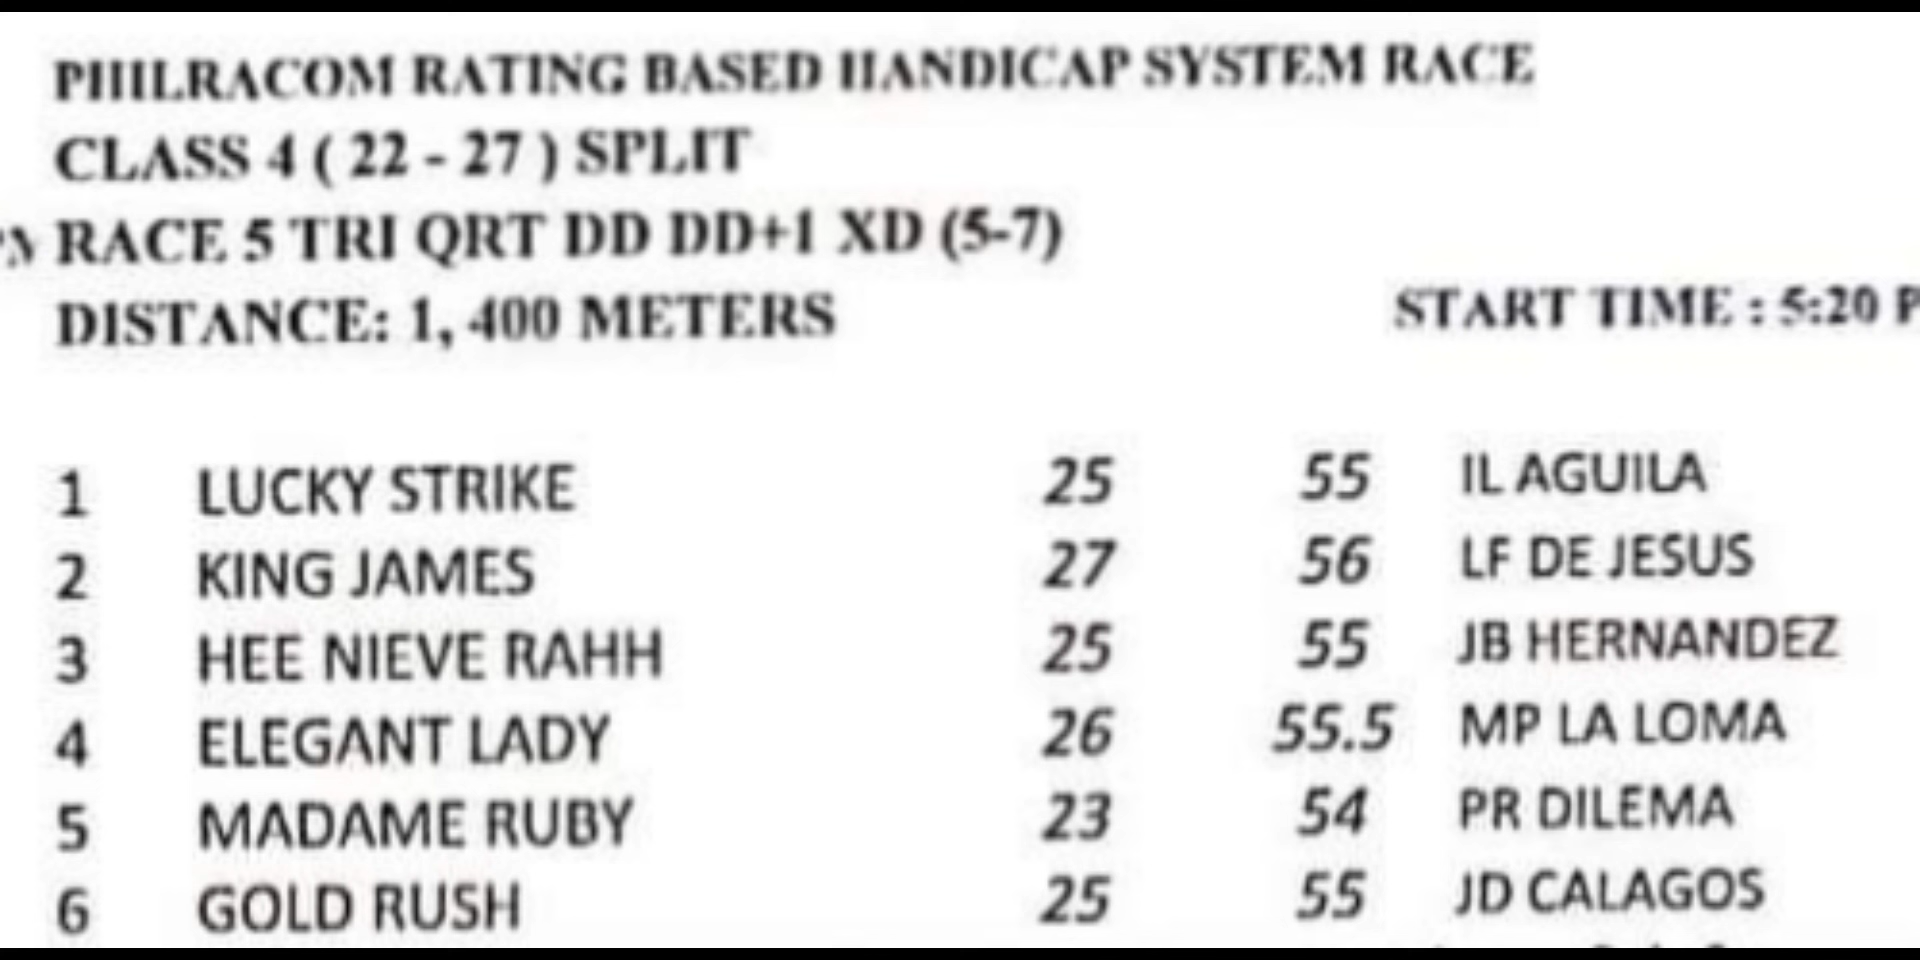 PHILRACOM RATING BASED HANDICAP SYSTEM RACE
CLASS 4 ( 22 - 27 ) SPLIT
RACE 5 TRI QRT DD DD+1 XD (5-7)
DISTANCE: 1, 400 METERS START TIME : 5:20 P
1 LUCKY STRIKE 25 55 IL AGUILA
2 KING JAMES 27 56 LF DE JESUS
3 HEE NIEVE RAHH 25 55 JB HERNANDEZ
4 ELEGANT LADY 26 55.5 MP LA LOMA
5 MADAME RUBY 23 54 PR DILEMA
6 GOLD RUSH 25 55 JD CALAGOS